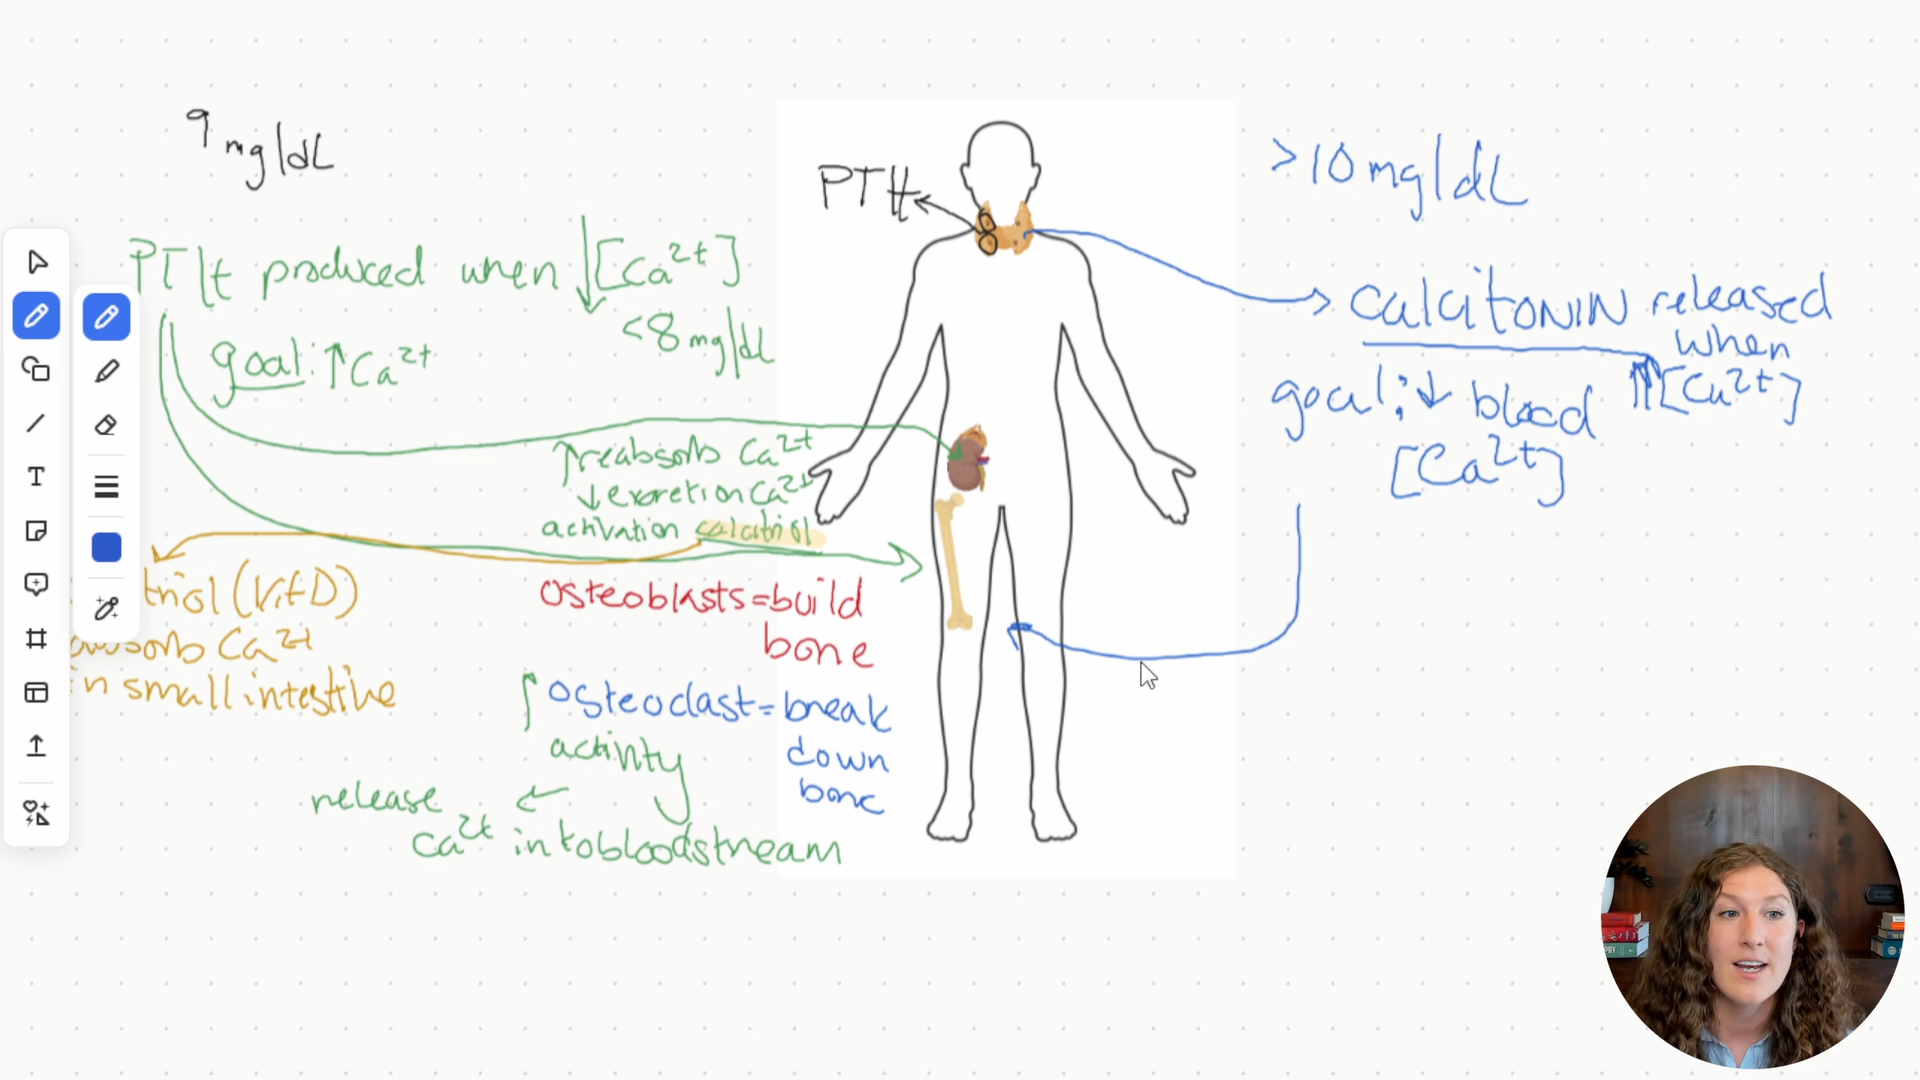 9 mg/dL
PTH
>10 mg/dL
PTH produced when ↓[Ca²⁺]
<8 mg/dL
goal: ↑Ca²⁺
calcitonin released
when
↑[Ca²⁺]
goal: ↓ blood
[Ca²⁺]
↑reabsorb Ca²⁺
↓excretion Ca²⁺
activation calcitriol
triol (Vit D)
Ca²⁺
in small intestine
osteoblasts = build
bone
↑ osteoclast = break
down
bone
activity
release ←
Ca²⁺ into bloodstream
T